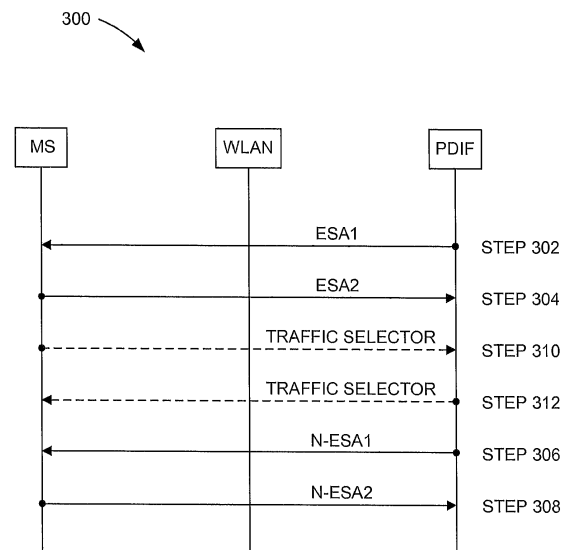 300
MS WLAN PDIF
ESA1 STEP 302
ESA2 STEP 304
TRAFFIC SELECTOR STEP 310
TRAFFIC SELECTOR STEP 312
N-ESA1 STEP 306
N-ESA2 STEP 308